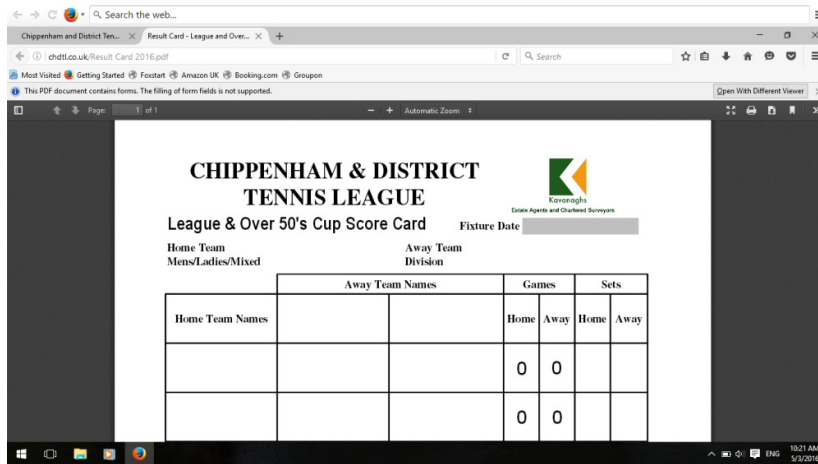 Search the web...
Chippenham and District Ten...
Result Card - League and Over...
chdtl.co.uk/Result Card 2016.pdf
Search
Most Visited Getting Started Foxstart Amazon UK Booking.com Groupon
This PDF document contains forms. The filling of form fields is not supported.
Open With Different Viewer
Page: 1 of 1
Automatic Zoom
CHIPPENHAM & DISTRICT
TENNIS LEAGUE
Kavanaghs
Estate Agents and Chartered Surveyors
League & Over 50's Cup Score Card
Fixture Date
Home Team Away Team
Mens/Ladies/Mixed Division
Away Team Names Games Sets
Home Team Names Home Away Home Away
0 0
0 0
ENG
10:21 AM
5/3/2016